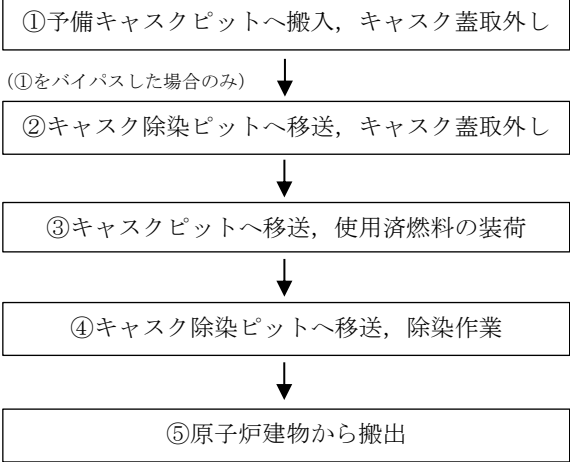 ①予備キャスクピットへ搬入，キャスク蓋取外し
（①をバイパスした場合のみ）
②キャスク除染ピットへ移送，キャスク蓋取外し
③キャスクピットへ移送，使用済燃料の装荷
④キャスク除染ピットへ移送，除染作業
⑤原子炉建物から搬出